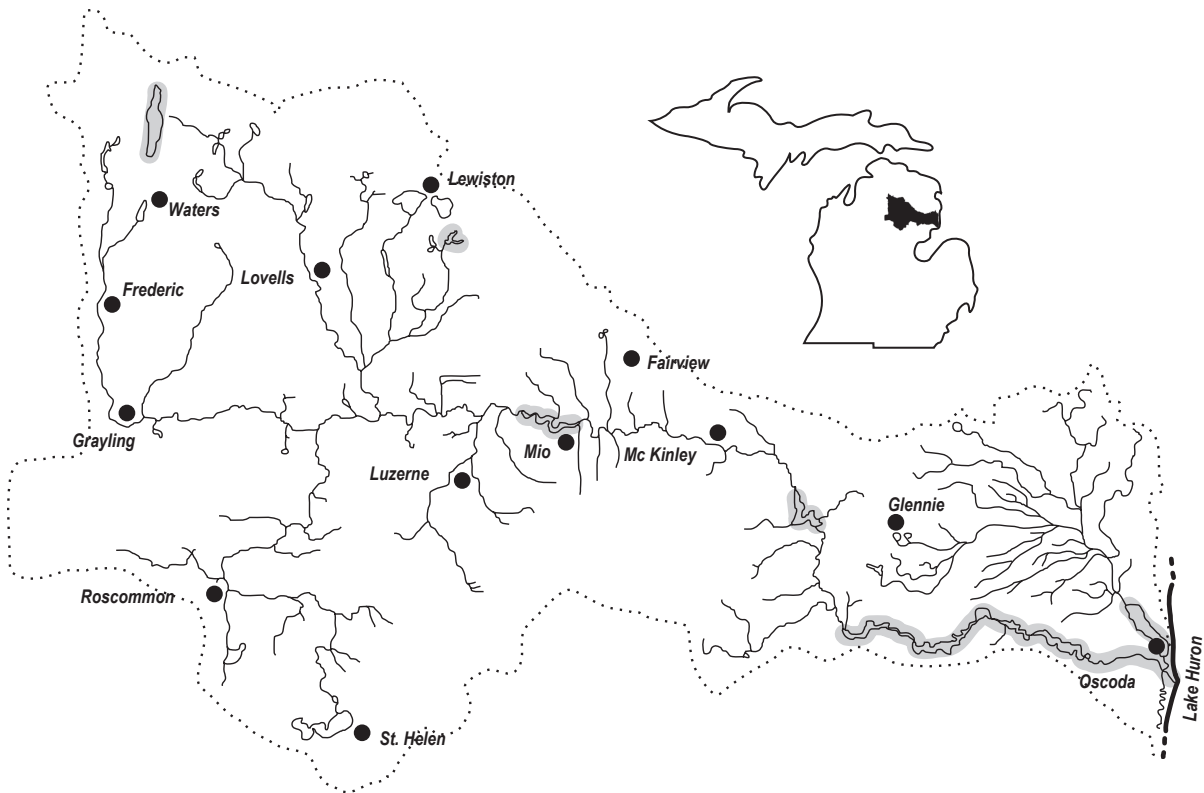 Lewiston
Waters
Lovells
Frederic
Fairview
Grayling
Mio
Mc Kinley
Luzerne
Glennie
Roscommon
Oscoda
Lake Huron
St. Helen